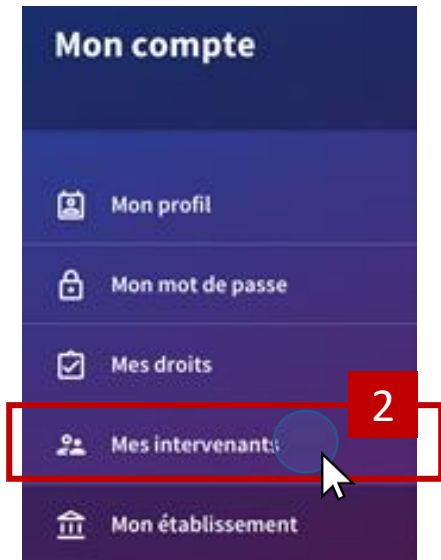 Mon compte
Mon profil
Mon mot de passe
Mes droits
2
Mes intervenants
Mon établissement